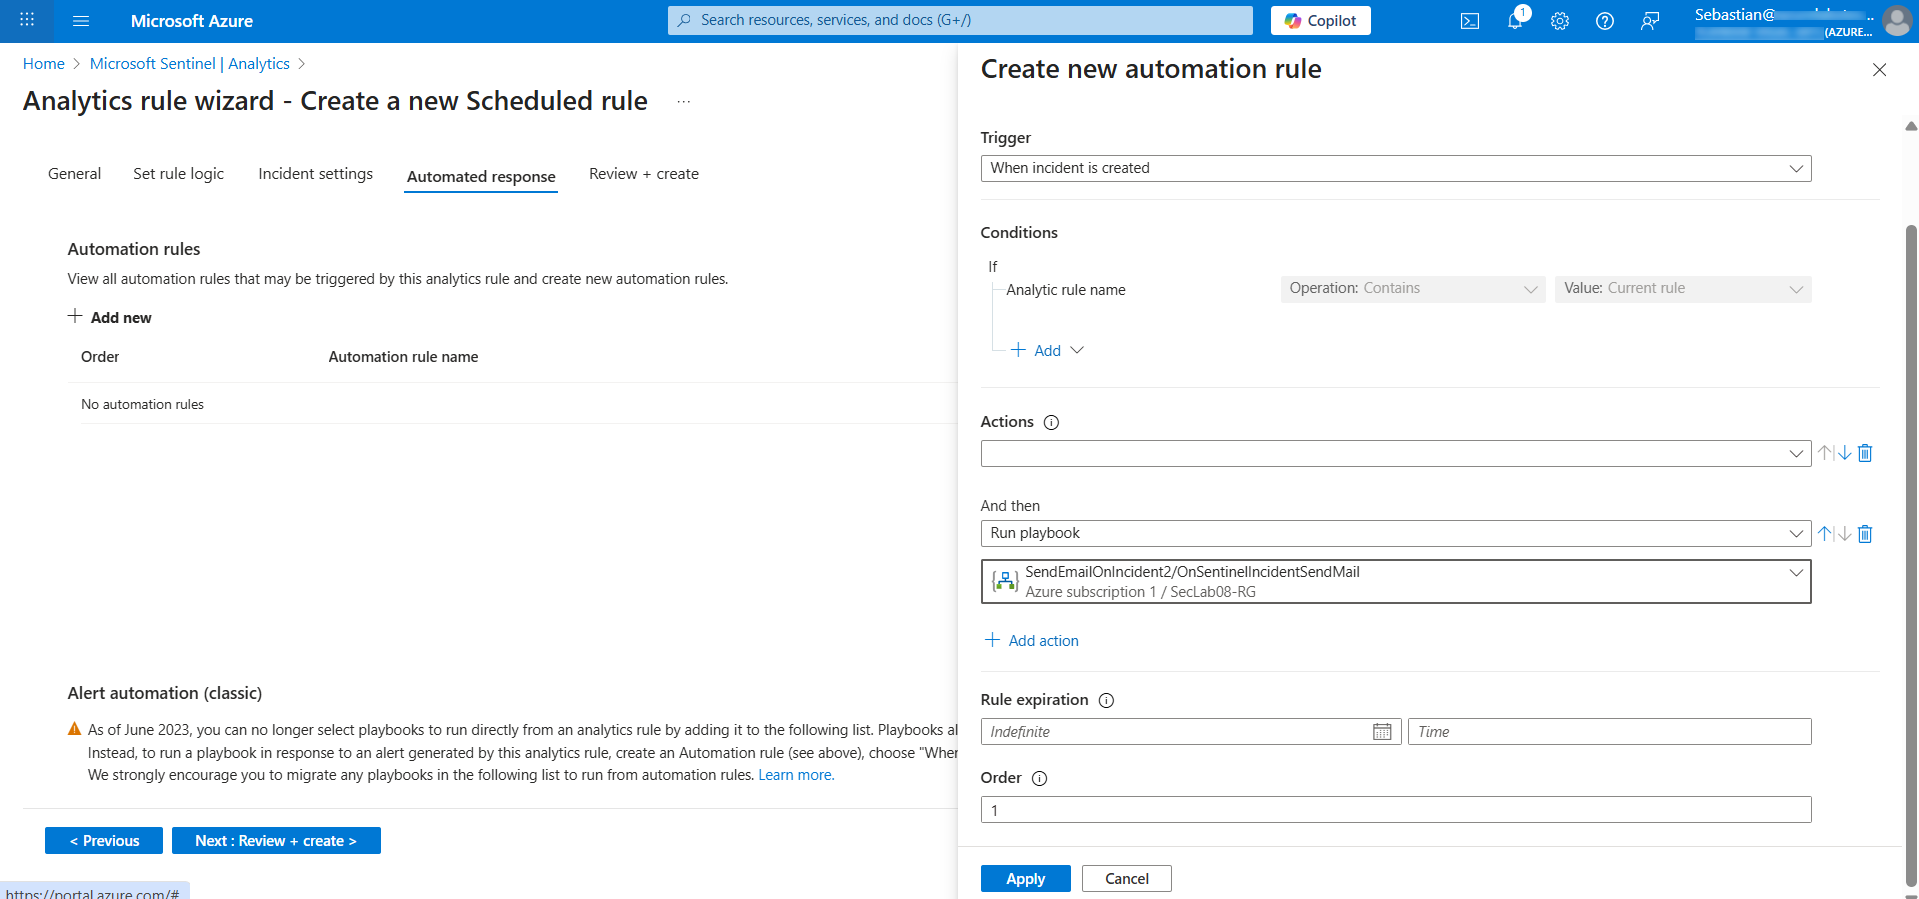 Microsoft Azure
Search resources, services, and docs (G+/)
Copilot
1
Sebastian@
(AZURE...
Home > Microsoft Sentinel | Analytics >
Analytics rule wizard - Create a new Scheduled rule ...
General
Set rule logic
Incident settings
Automated response
Review + create
Automation rules
View all automation rules that may be triggered by this analytics rule and create new automation rules.
+ Add new
Order
Automation rule name
No automation rules
Alert automation (classic)
As of June 2023, you can no longer select playbooks to run directly from an analytics rule by adding it to the following list. Playbooks al
Instead, to run a playbook in response to an alert generated by this analytics rule, create an Automation rule (see above), choose "Wher
We strongly encourage you to migrate any playbooks in the following list to run from automation rules. Learn more.
< Previous
Next : Review + create >
https://portal.azure.com/#
Create new automation rule
Trigger
When incident is created
Conditions
If
Analytic rule name
Operation: Contains
Value: Current rule
+ Add
Actions
And then
Run playbook
SendEmailOnIncident2/OnSentinelIncidentSendMail
Azure subscription 1 / SecLab08-RG
+ Add action
Rule expiration
Indefinite
Time
Order
1
Apply
Cancel